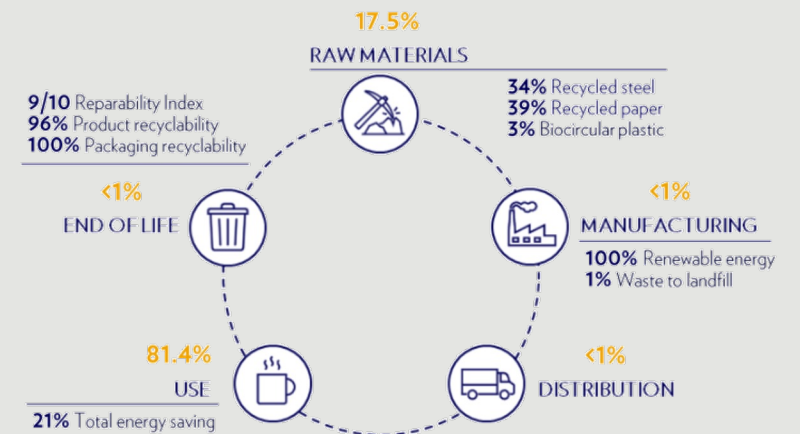 17.5%
RAW MATERIALS
34% Recycled steel
39% Recycled paper
3% Biocircular plastic
9/10 Reparability Index
96% Product recyclability
100% Packaging recyclability
<1%
END OF LIFE
<1%
MANUFACTURING
100% Renewable energy
1% Waste to landfill
81.4%
USE
21% Total energy saving
<1%
DISTRIBUTION